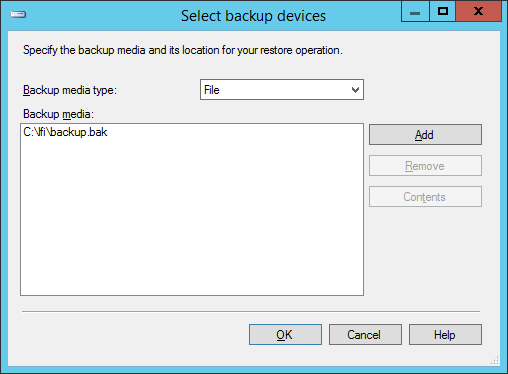 Select backup devices
Specify the backup media and its location for your restore operation.
Backup media type:
File
Backup media:
C:\lfi\backup.bak
Add
Remove
Contents
OK
Cancel
Help